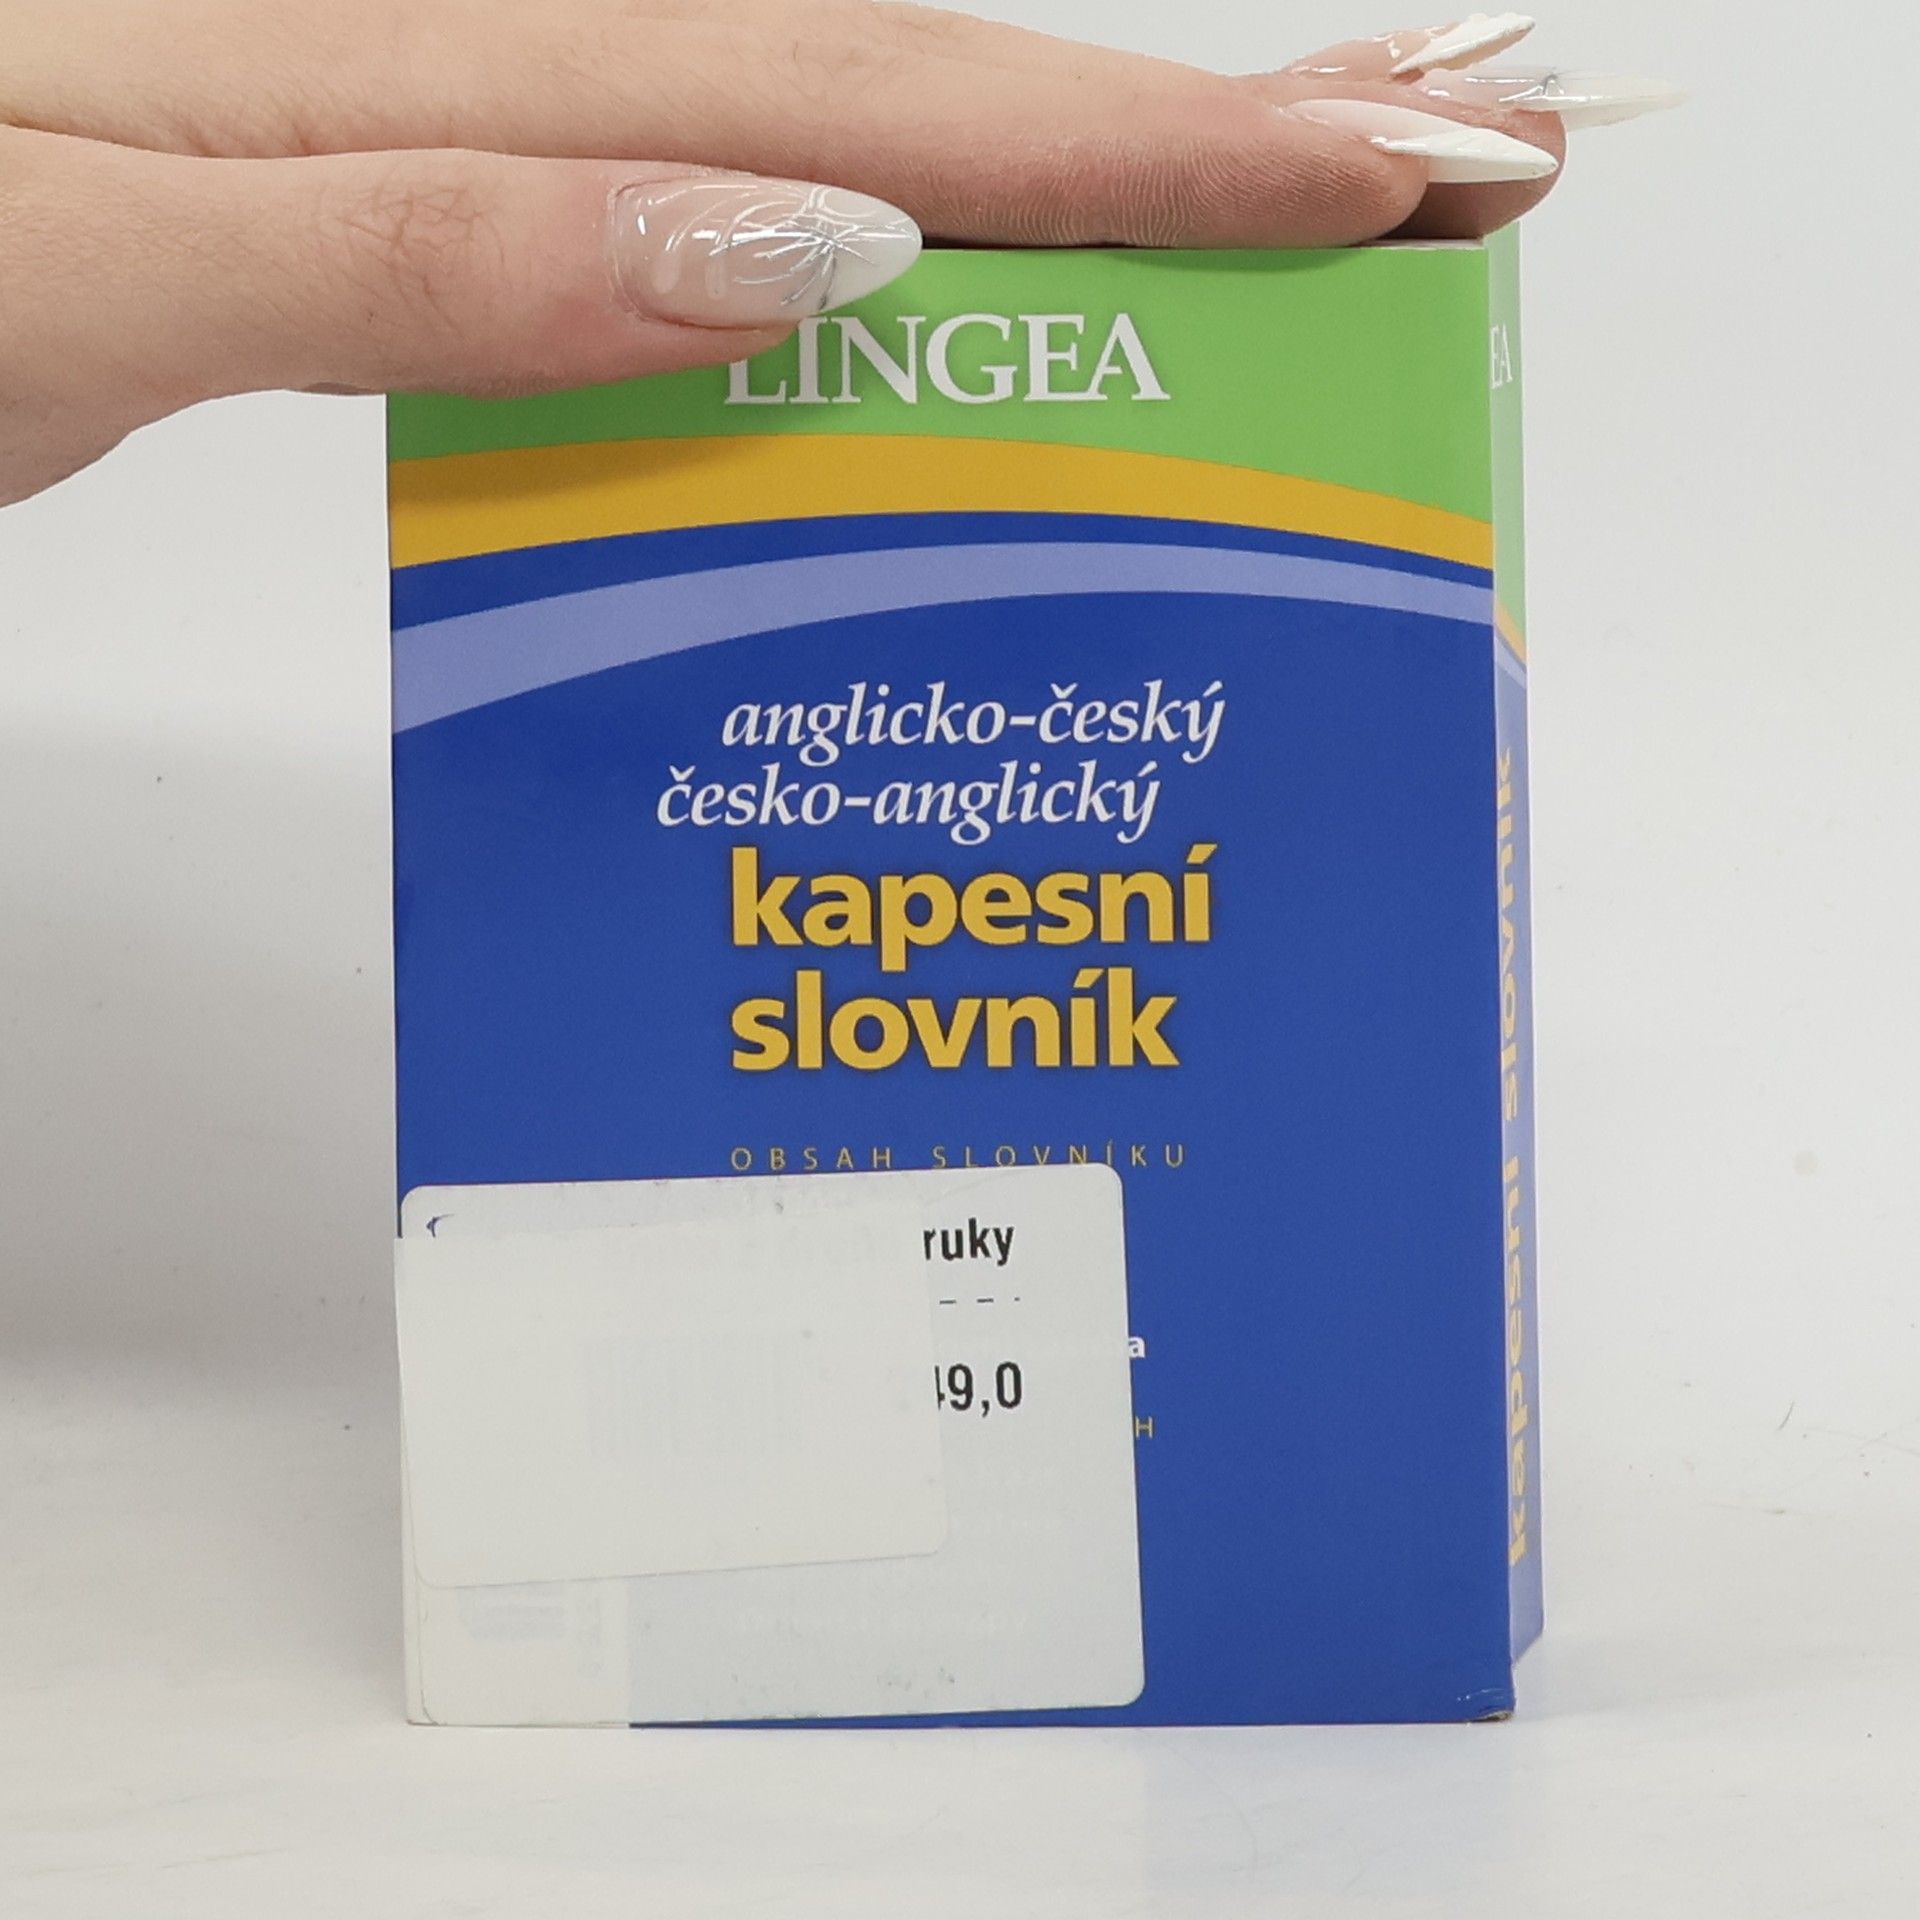 LINGEA
anglicko-český
česko-anglický
kapesní
slovník
OBSAH SLOVNÍKU
ruky
49,0
kapesní slovník